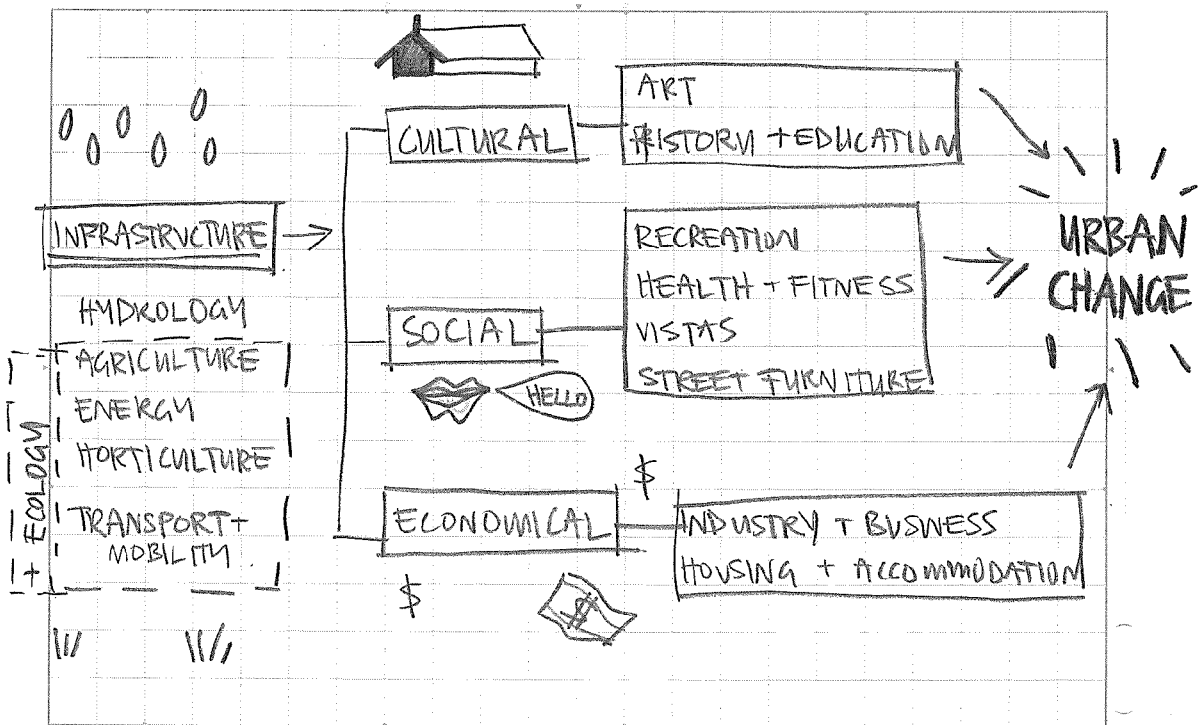 INFRASTRUCTURE
HYDROLOGY
AGRICULTURE
ENERGY
HORTICULTURE
TRANSPORT +
MOBILITY
+ ECOLOGY
CULTURAL
ART
HISTORY + EDUCATION
SOCIAL
HELLO
RECREATION
HEALTH + FITNESS
VISTAS
STREET FURNITURE
ECONOMICAL
$
$
$
INDUSTRY + BUSINESS
HOUSING + ACCOMMODATION
URBAN
CHANGE